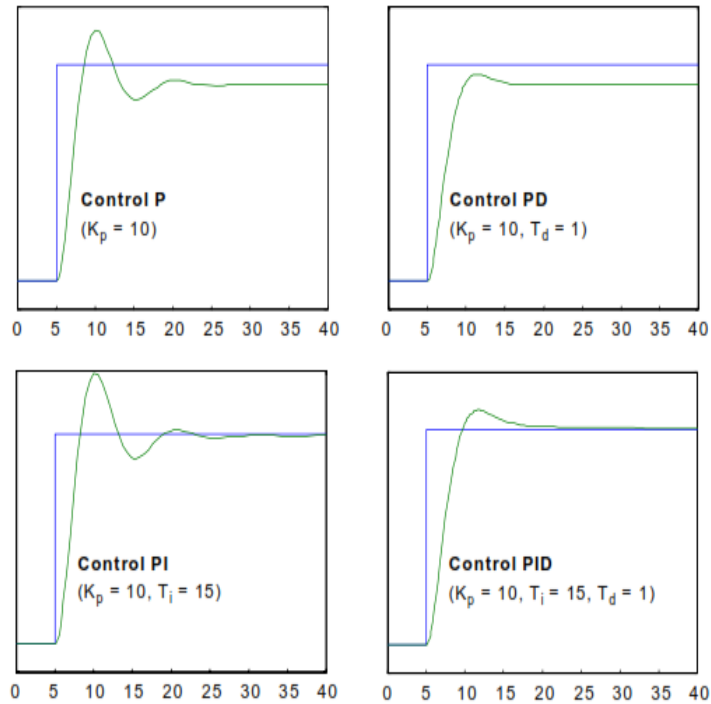 Control P
(Kp = 10)
0 5 10 15 20 25 30 35 40
Control PD
(Kp = 10, Td = 1)
0 5 10 15 20 25 30 35 40
Control PI
(Kp = 10, Ti = 15)
0 5 10 15 20 25 30 35 40
Control PID
(Kp = 10, Ti = 15, Td = 1)
0 5 10 15 20 25 30 35 40